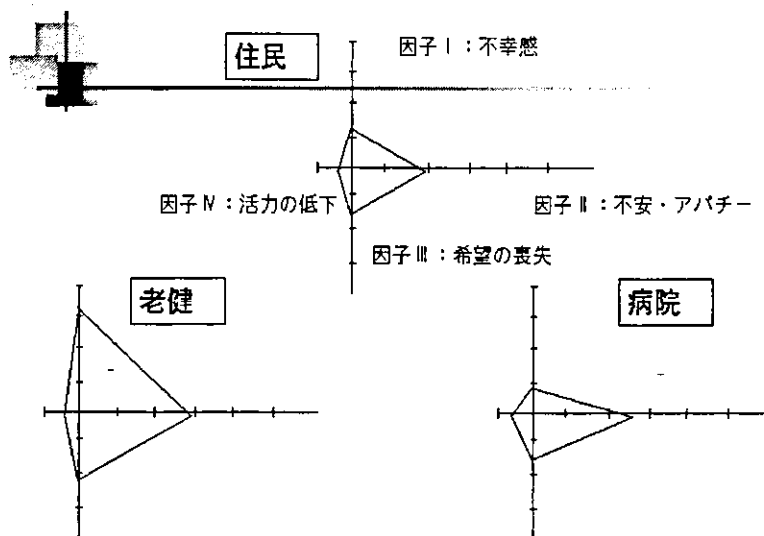 住民
因子Ⅰ：不幸感
因子Ⅳ：活力の低下
因子Ⅱ：不安・アパチー
因子Ⅲ：希望の喪失
老健
病院